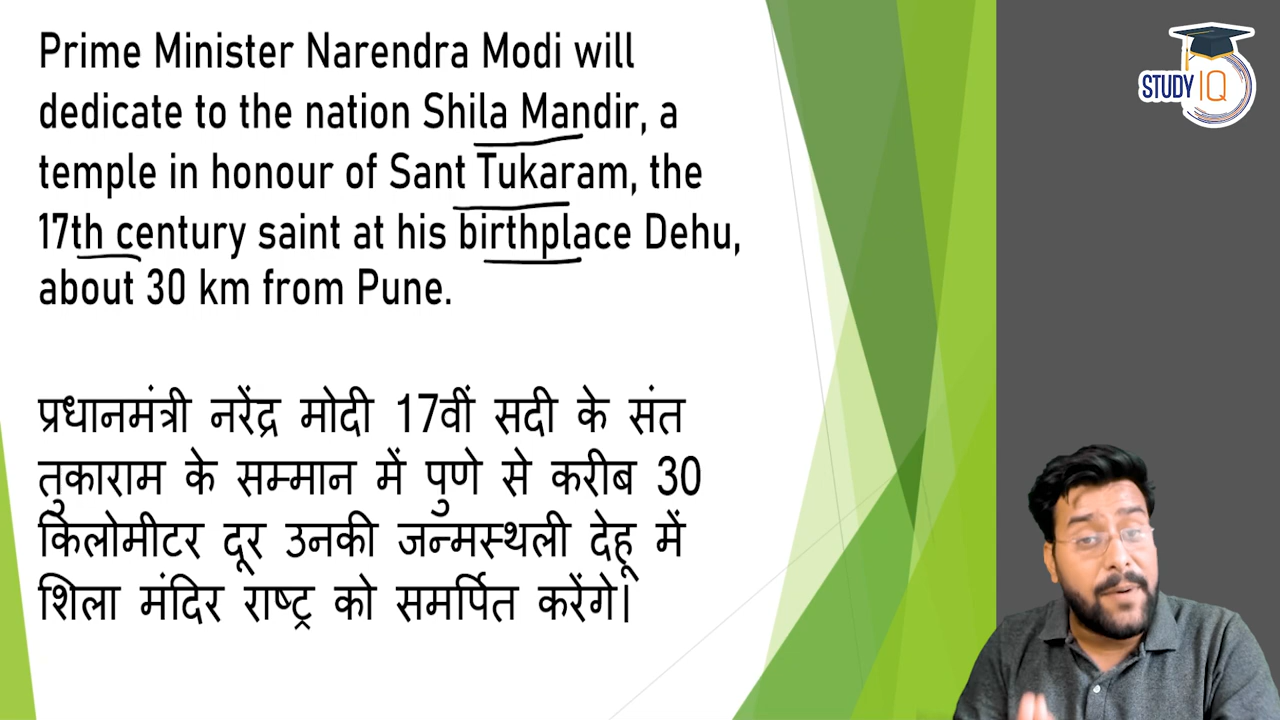 Prime Minister Narendra Modi will
dedicate to the nation Shila Mandir, a
temple in honour of Sant Tukaram, the
17th century saint at his birthplace Dehu,
about 30 km from Pune.
प्रधानमंत्री नरेंद्र मोदी 17वीं सदी के संत
तुकाराम के सम्मान में पुणे से करीब 30
किलोमीटर दूर उनकी जन्मस्थली देहू में
शिला मंदिर राष्ट्र को समर्पित करेंगे।
STUDY IQ